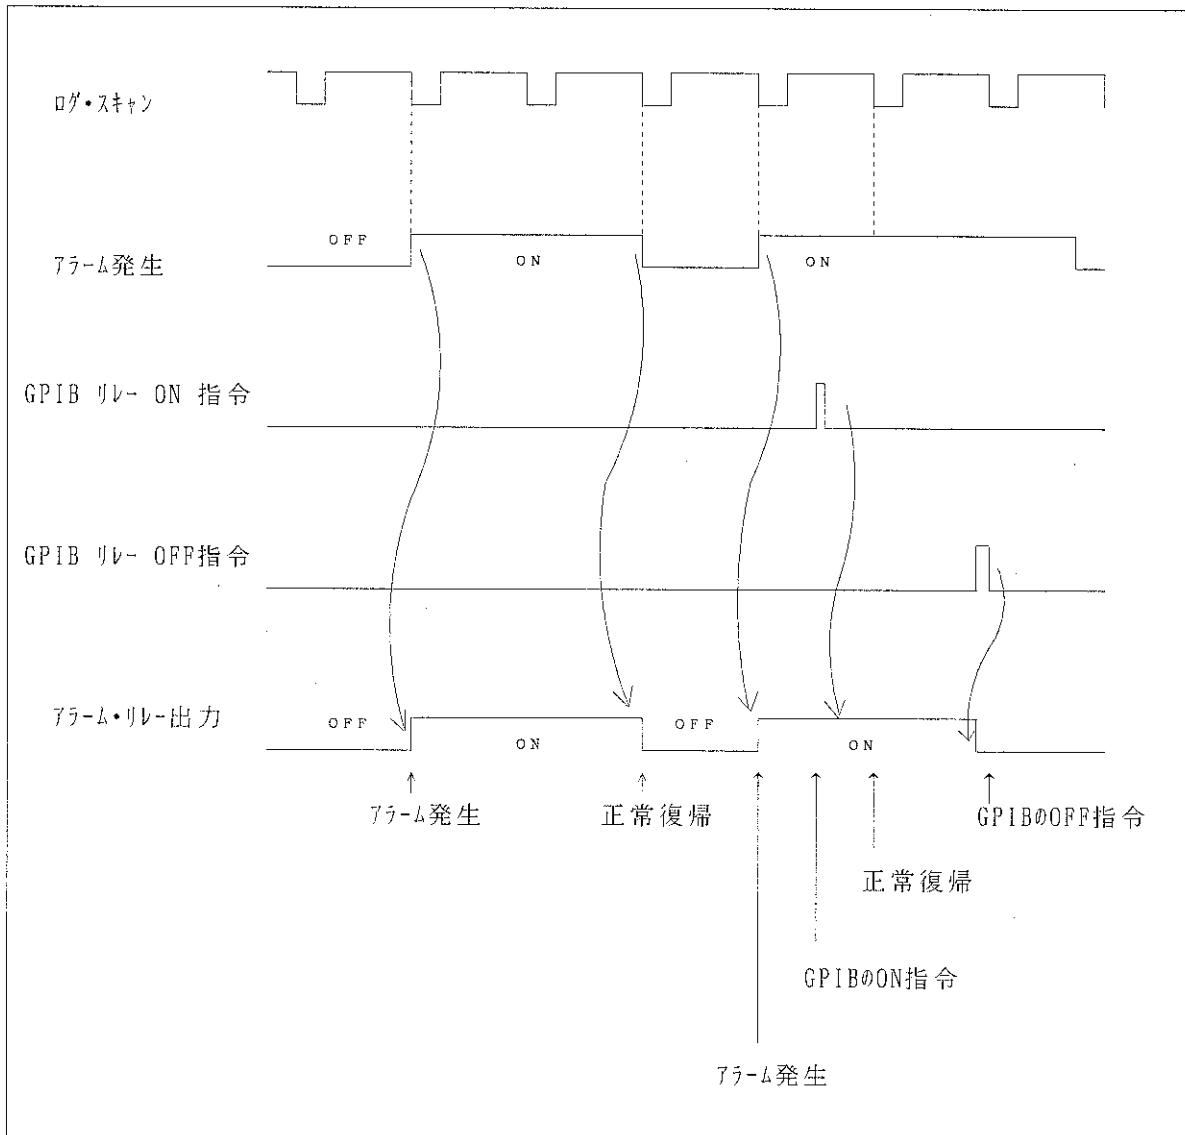 ログ・スキャン
OFF
ON
ON
アラーム発生
GPIB リレー ON 指令
GPIB リレー OFF指令
アラーム・リレー出力
OFF
ON
OFF
ON
アラーム発生
正常復帰
GPIBのOFF指令
正常復帰
GPIBのON指令
アラーム発生